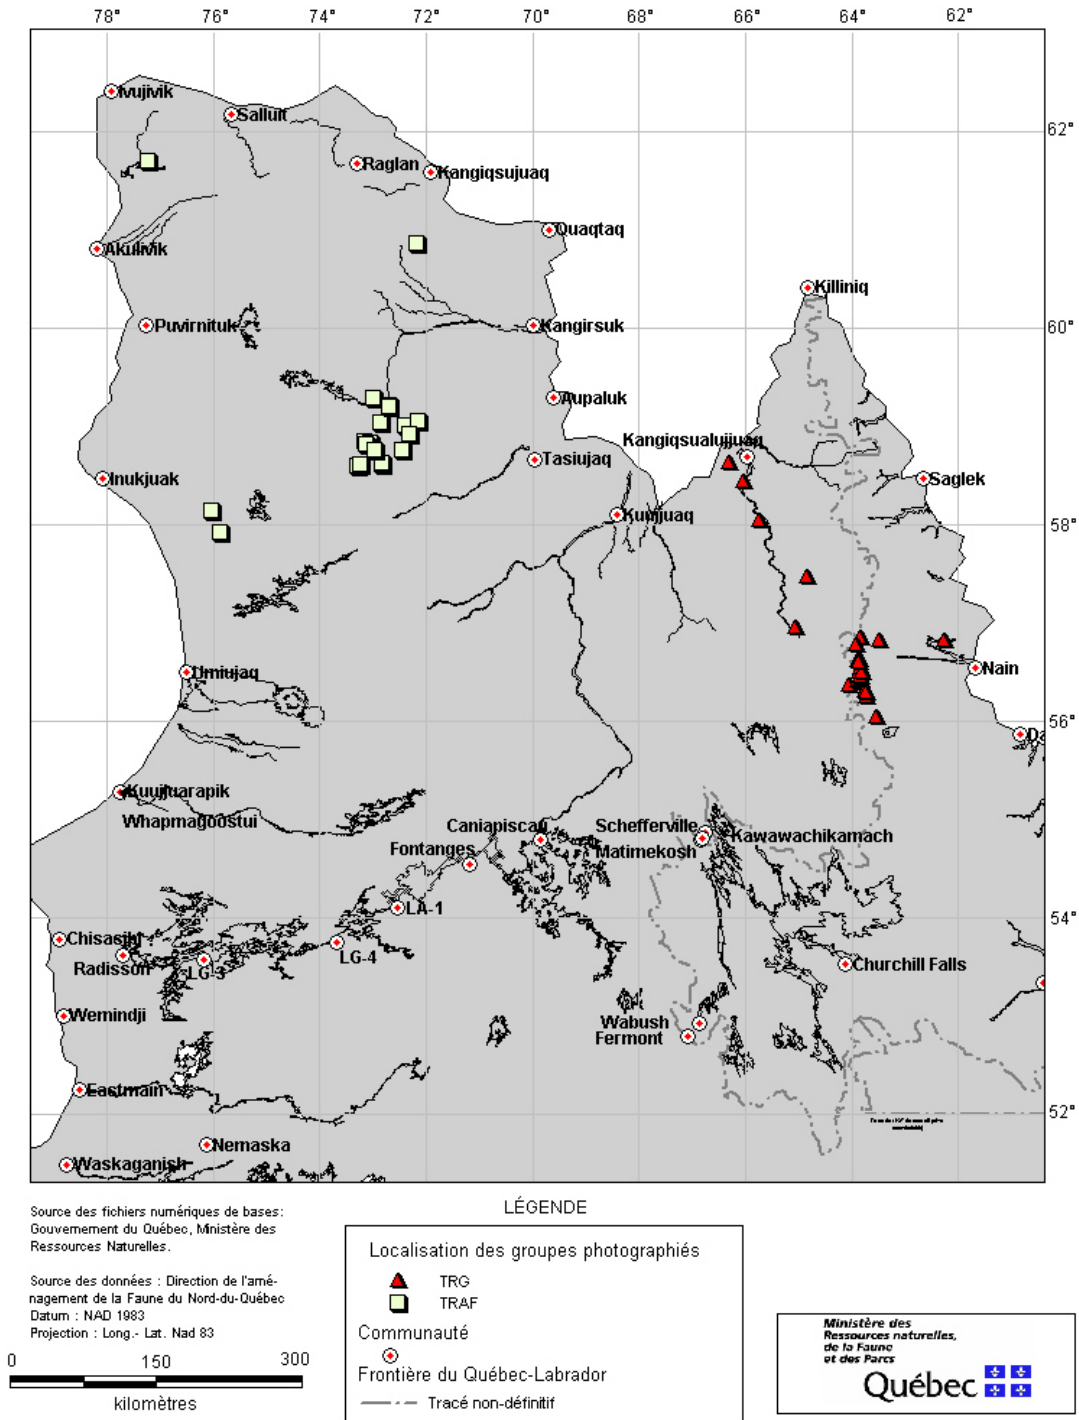 78° 76° 74° 72° 70° 68° 66° 64° 62°
Ivujivik
Salluit
62°
Raglan
Kangiqsujuaq
Quaqtaq
Akulivik
Killiniq
Puvirnituk
Kangirsuk
60°
Aupaluk
Kangiqsualujjuaq
Tasiujaq
Inukjuak
Saglek
Kuujjuaq
58°
Umiujaq
Nain
56°
Da
Kuujjuarapik
Whapmagoostui
Caniapiscau
Schefferville
Kawawachikamach
Fontanges
Matimekosh
LA-1
54°
Chisasibi
LG-4
Radisson
LG-3
Churchill Falls
Wemindji
Wabush
Fermont
Eastmain
52°
Nemaska
Waskaganish
LÉGENDE
Source des fichiers numériques de bases:
Gouvernement du Québec, Ministère des
Ressources Naturelles.
Source des données : Direction de l'amé-
nagement de la Faune du Nord-du-Québec
Datum : NAD 1983
Projection : Long.- Lat. Nad 83
0 150 300
kilomètres
Localisation des groupes photographiés
TRG
TRAF
Communauté
Frontière du Québec-Labrador
Tracé non-définitif
Ministère des
Ressources naturelles,
de la Faune
et des Parcs
Québec